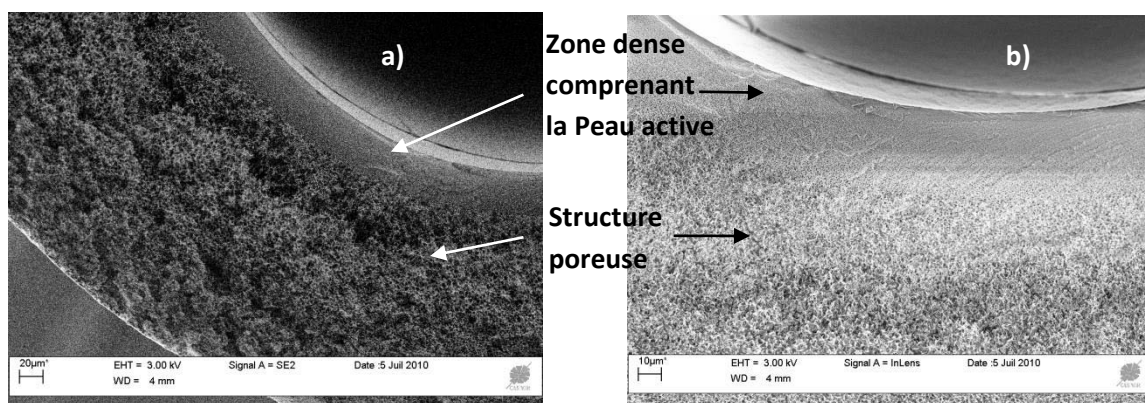 a)
Zone dense
comprenant
la Peau active
b)
Structure
poreuse
20µm*
EHT = 3.00 kV
Signal A = SE2
Date :5 Juil 2010
WD = 4 mm
10µm*
EHT = 3.00 kV
Signal A = InLens
Date :5 Juil 2010
WD = 4 mm